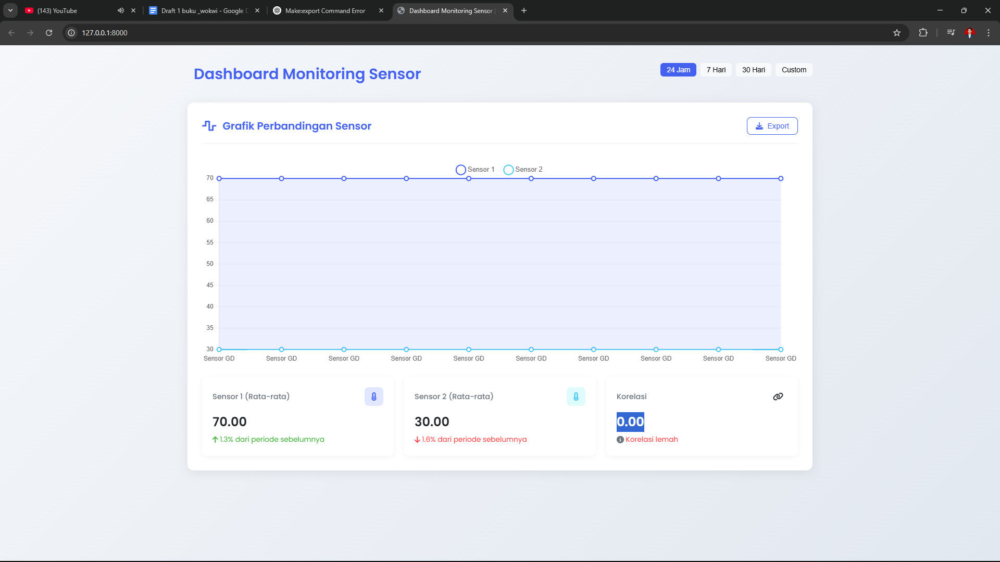 (143) YouTube
Draft 1 buku _wokwi - Google D
Make:export Command Error
Dashboard Monitoring Sensor
127.0.0.1:8000
Dashboard Monitoring Sensor
24 Jam
7 Hari
30 Hari
Custom
Grafik Perbandingan Sensor
Export
Sensor 1
Sensor 2
70
65
60
55
50
45
40
35
30
Sensor GD
Sensor GD
Sensor GD
Sensor GD
Sensor GD
Sensor GD
Sensor GD
Sensor GD
Sensor GD
Sensor GD
Sensor 1 (Rata-rata)
70.00
1.3% dari periode sebelumnya
Sensor 2 (Rata-rata)
30.00
1.6% dari periode sebelumnya
Korelasi
0.00
Korelasi lemah